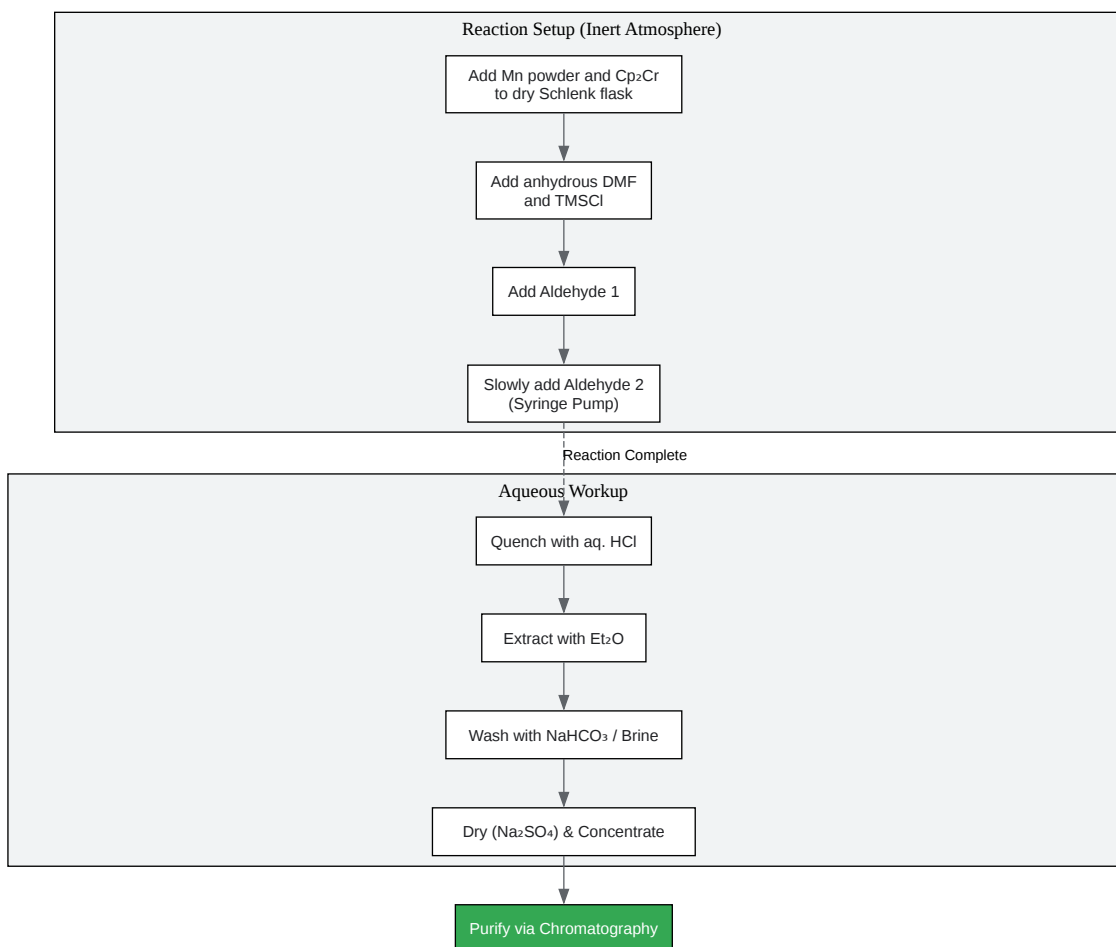 Reaction Setup (Inert Atmosphere)
Add Mn powder and Cp₂Cr
to dry Schlenk flask
Add anhydrous DMF
and TMSCl
Add Aldehyde 1
Slowly add Aldehyde 2
(Syringe Pump)
Reaction Complete
Aqueous Workup
Quench with aq. HCl
Extract with Et₂O
Wash with NaHCO₃ / Brine
Dry (Na₂SO₄) & Concentrate
Purify via Chromatography